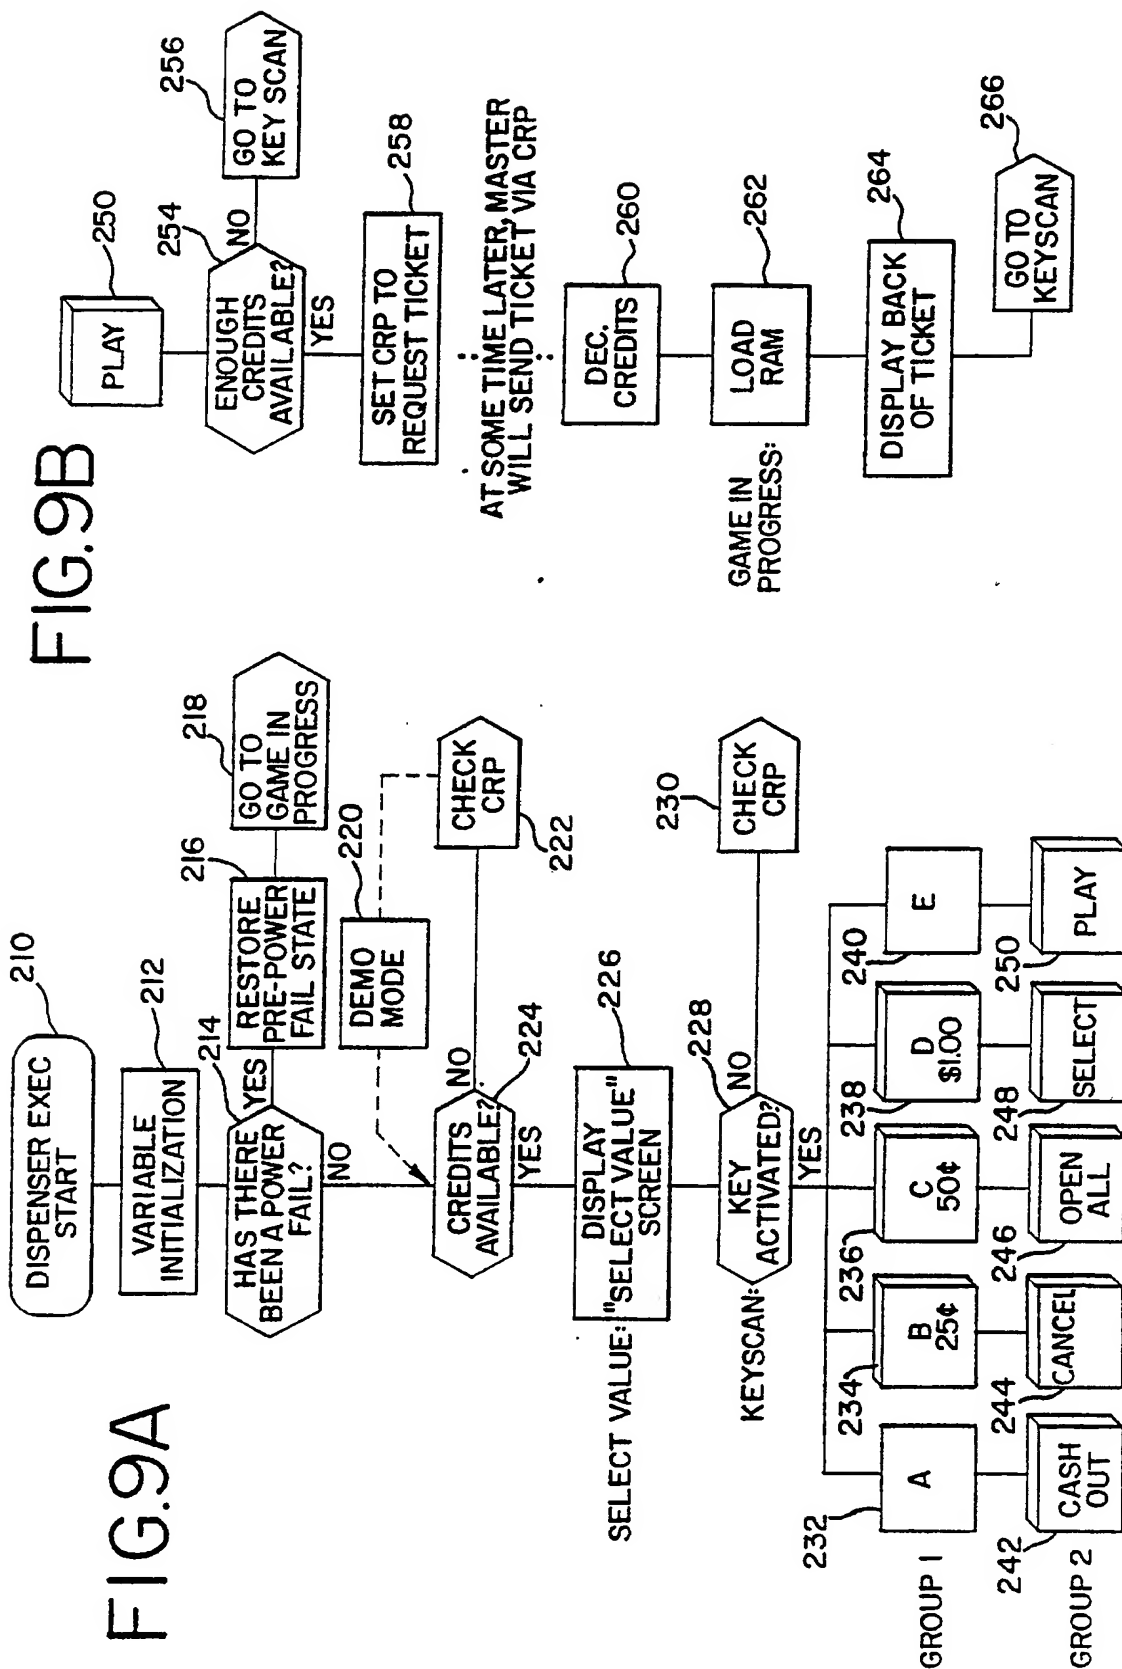 FIG.9A
DISPENSER EXEC
START
210
VARIABLE
INITIALIZATION
212
HAS THERE
BEEN A POWER
FAIL?
214
YES
NO
RESTORE
PRE-POWER
FAIL STATE
216
GO TO
GAME IN
PROGRESS
218
DEMO
MODE
220
CHECK
CRP
222
CREDITS
AVAILABLE?
224
NO
YES
SELECT VALUE:
DISPLAY
"SELECT VALUE"
SCREEN
226
KEYSCAN:
KEY
ACTIVATED?
228
NO
YES
CHECK
CRP
230
GROUP 1
232
A
234
B
25¢
236
C
50¢
238
D
$1.00
240
E
GROUP 2
242
CASH
OUT
244
CANCEL
246
OPEN
ALL
248
SELECT
250
PLAY
FIG.9B
PLAY
250
ENOUGH
CREDITS
AVAILABLE?
254
NO
YES
GO TO
KEY SCAN
256
SET CRP TO
REQUEST TICKET
258
AT SOME TIME LATER, MASTER
WILL SEND TICKET VIA CRP
DEC.
CREDITS
260
GAME IN
PROGRESS:
LOAD
RAM
262
DISPLAY BACK
OF TICKET
264
GO TO
KEYSCAN
266